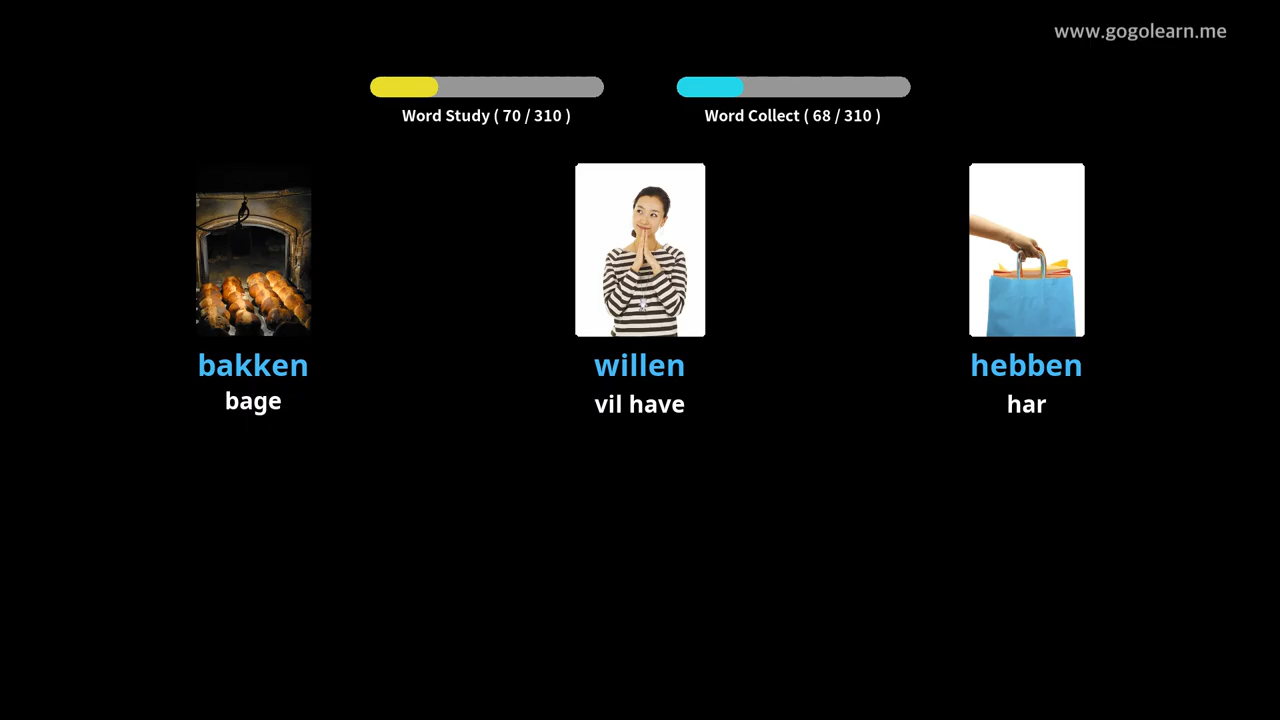 www.gogolearn.me
Word Study ( 70 / 310 )
Word Collect ( 68 / 310 )
bakken
willen
hebben
bage
vil have
har